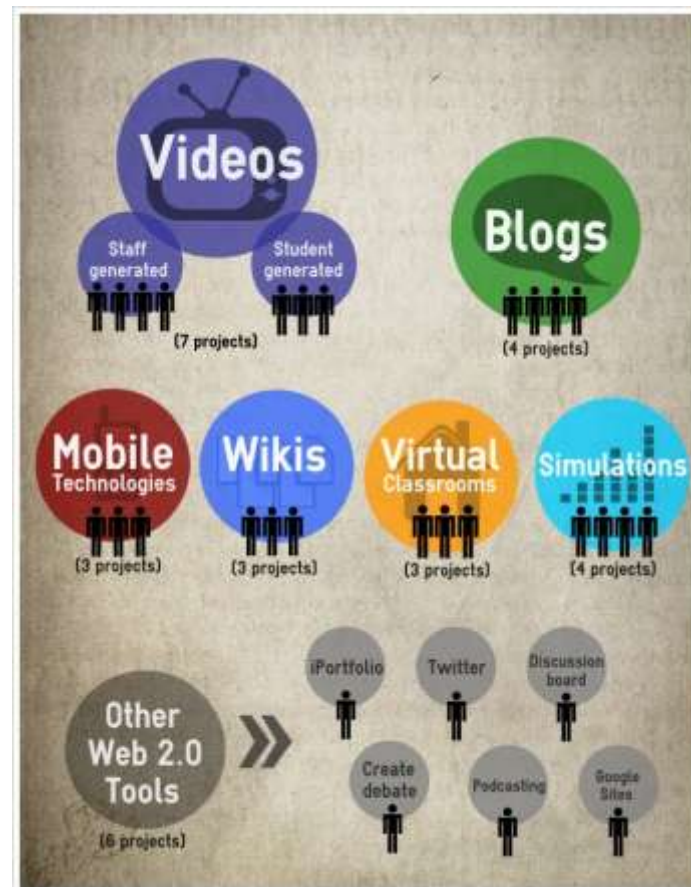 Videos
Staff
generated
Student
generated
(7 projects)
Blogs
(4 projects)
Mobile
Technologies
(3 projects)
Wikis
(3 projects)
Virtual
Classrooms
(3 projects)
Simulations
(4 projects)
Other
Web 2.0
Tools
(6 projects)
iPortfolio
Twitter
Discussion
board
Create
debate
Podcasting
Google
Sites